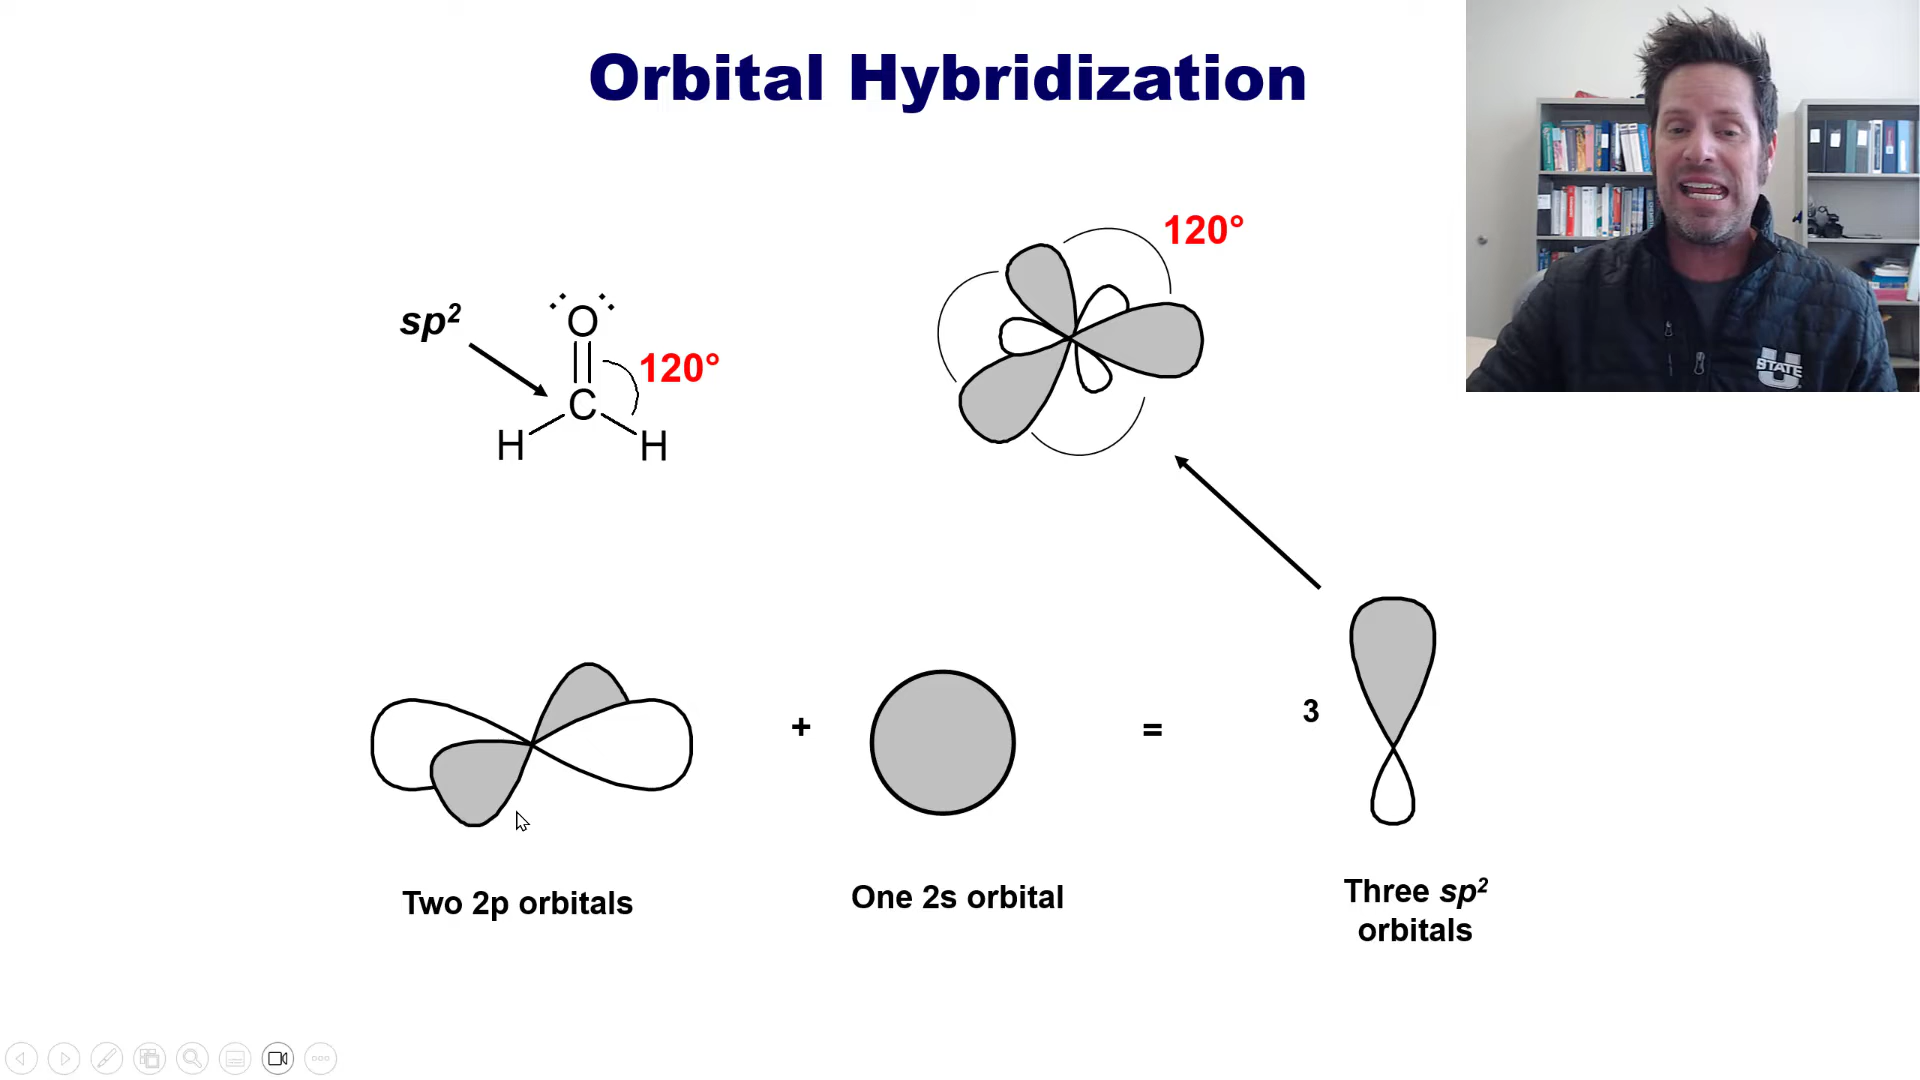 Orbital Hybridization
120°
sp²
O
120°
C
H H
STATE
3
+
=
Two 2p orbitals
One 2s orbital
Three sp²
orbitals